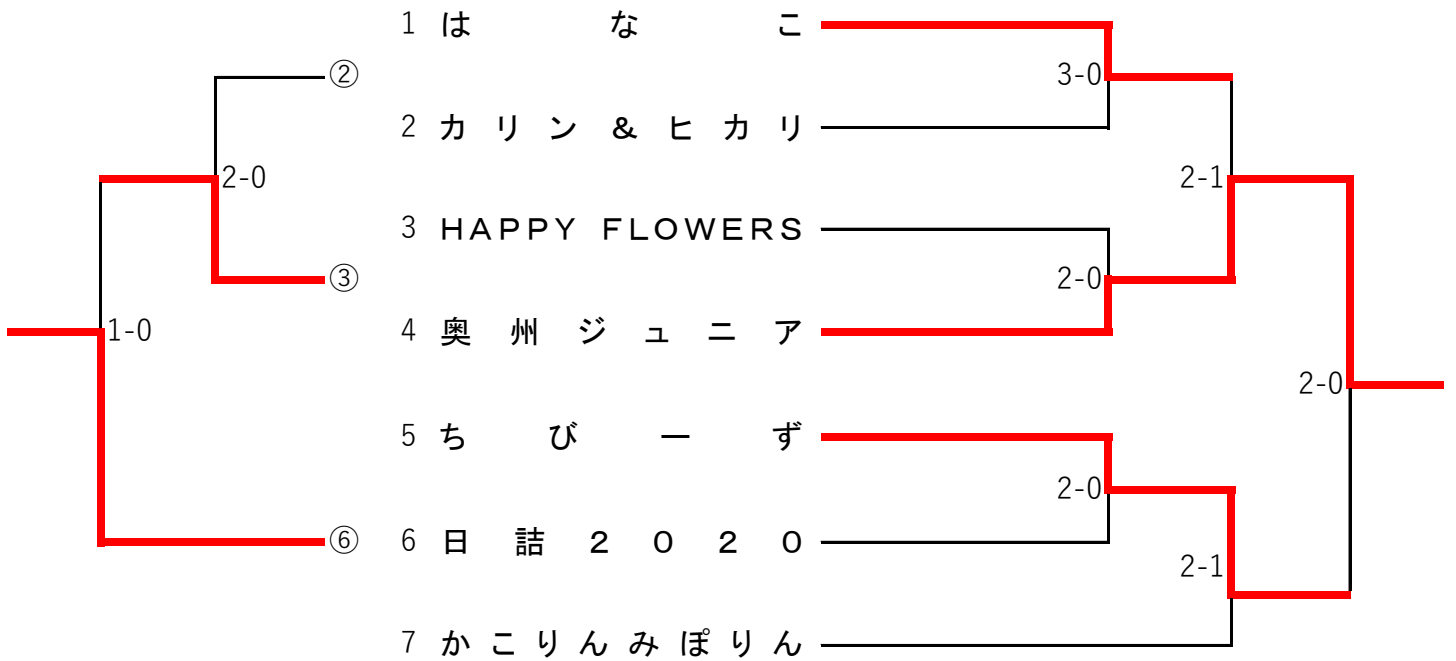 1 はなこ
3-0
②
2 カリン＆ヒカリ
2-0
2-1
3 HAPPY FLOWERS
③
2-0
1-0
4 奥州ジュニア
2-0
5 ちびーず
2-0
⑥
6 日詰２０２０
2-1
7 かこりんみぽりん